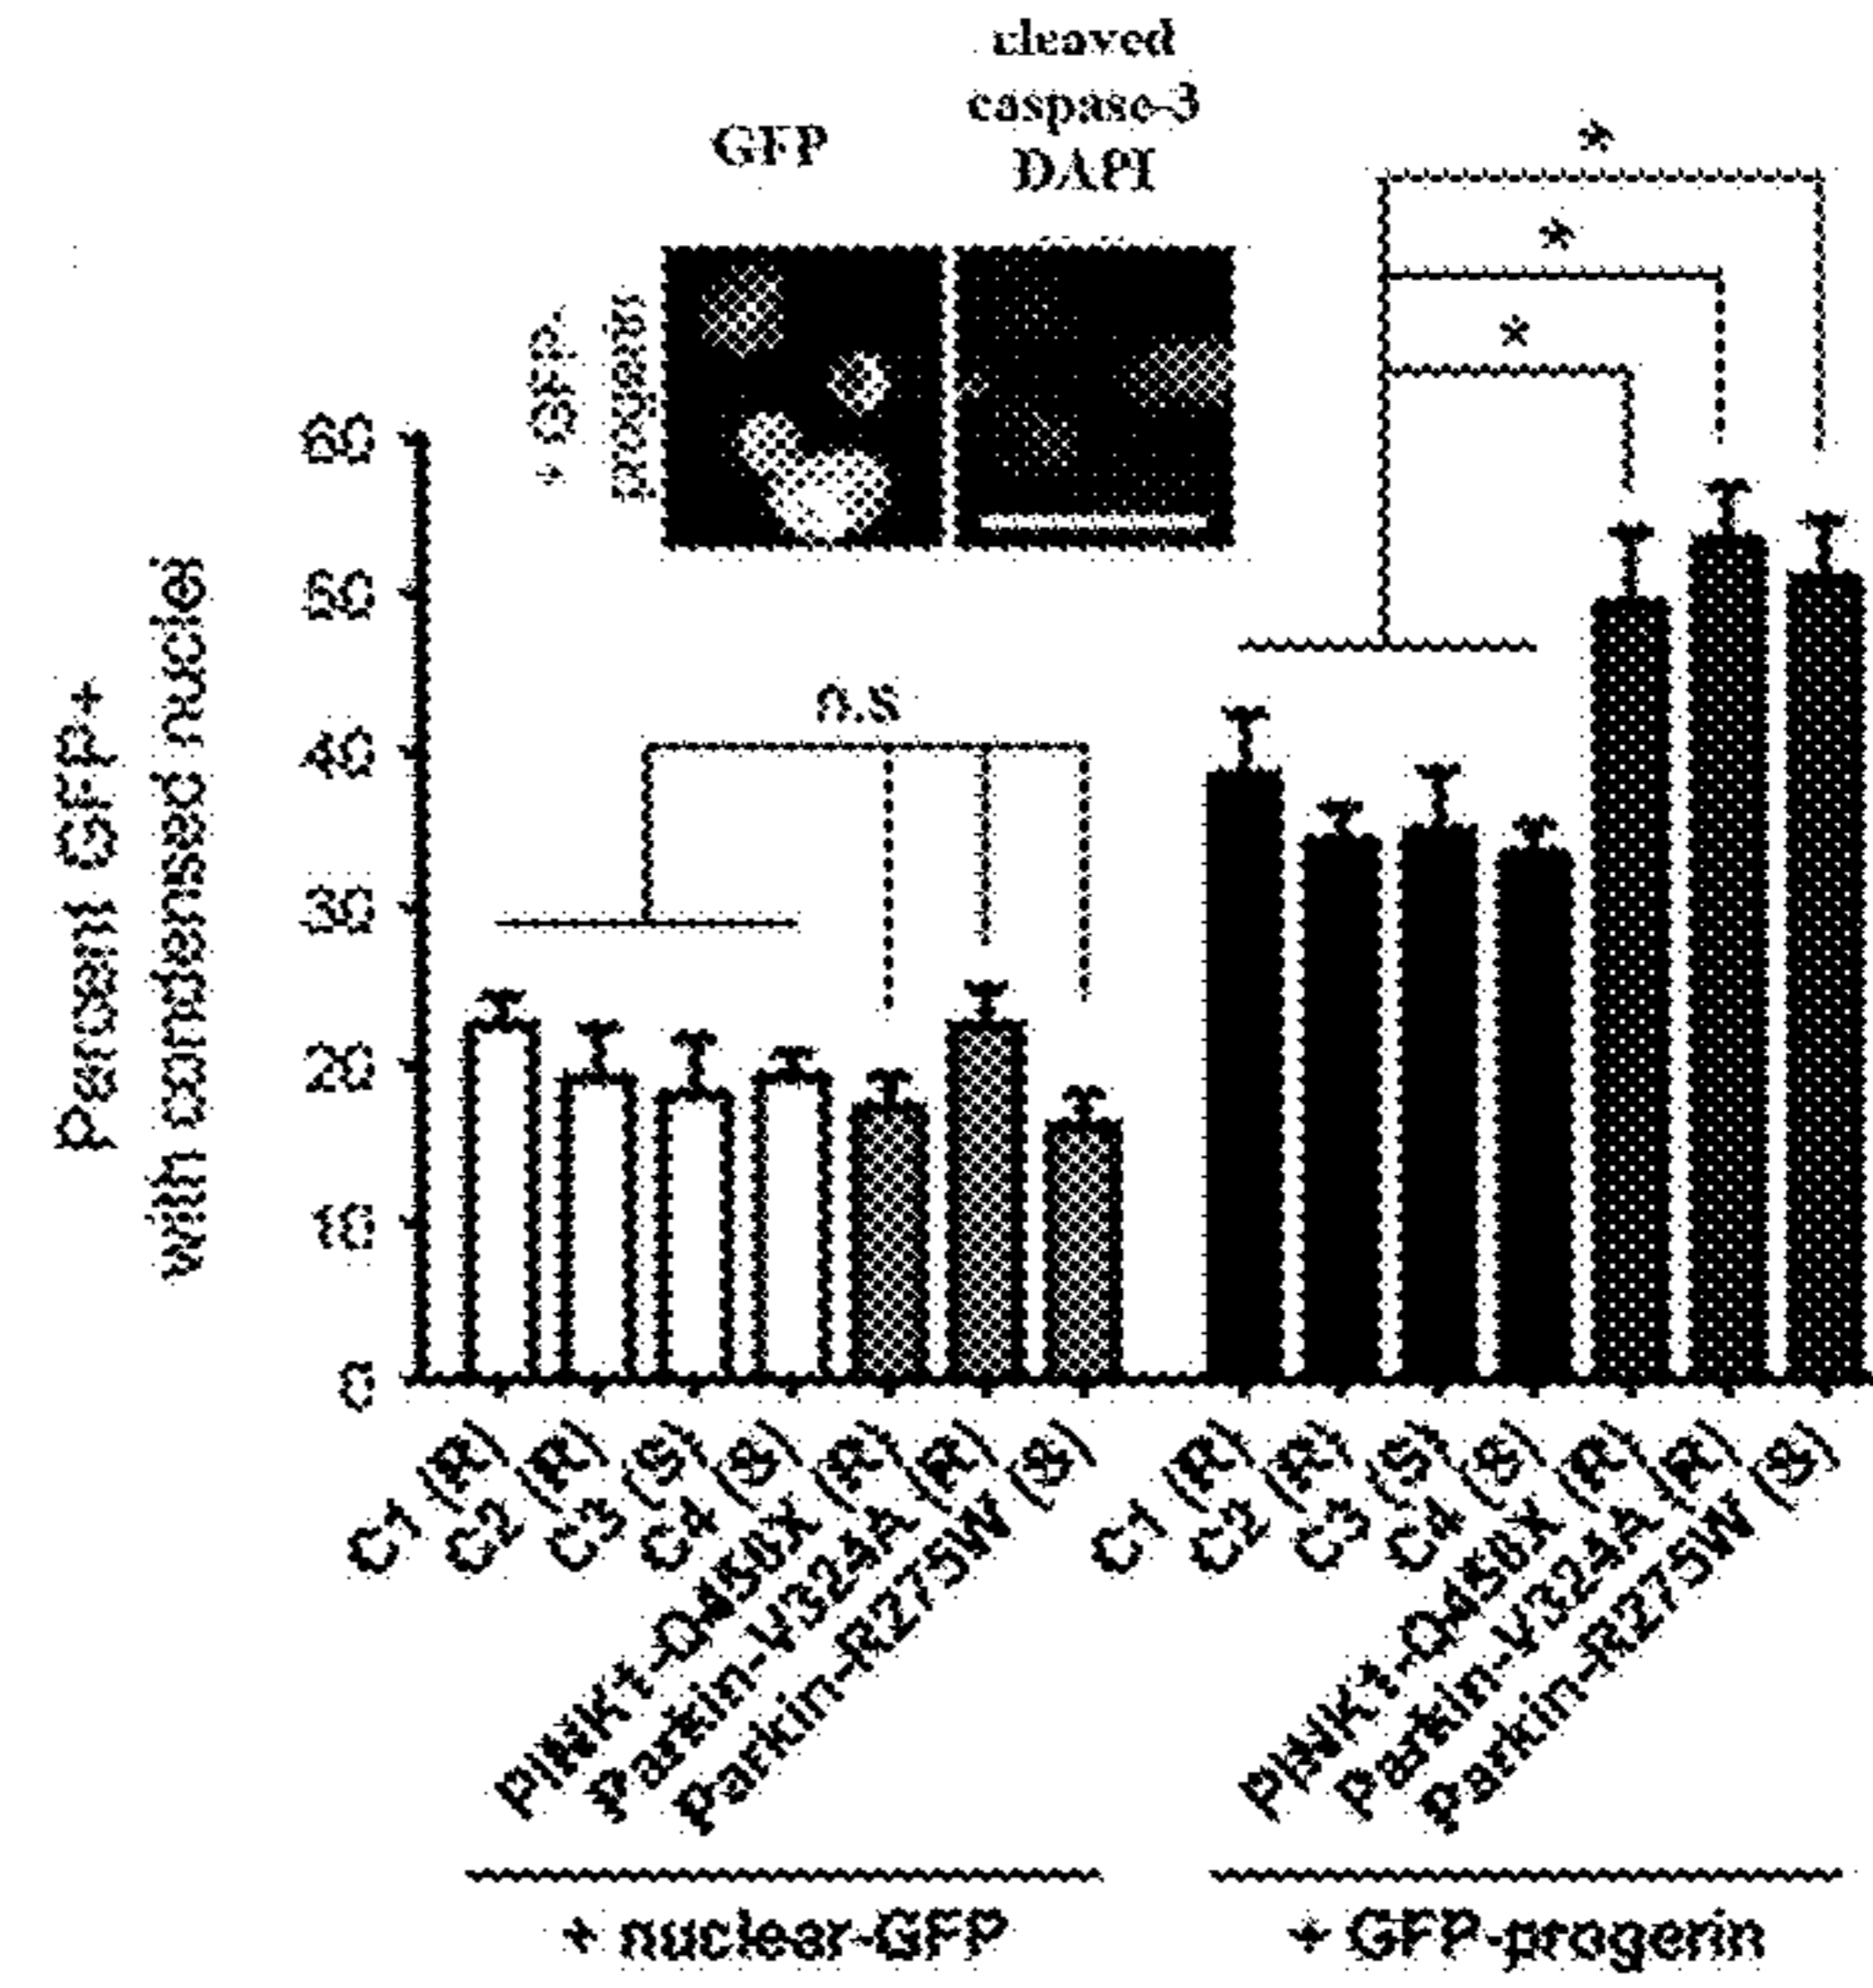 cleaved
caspase-3
GFP
DAPI
+ GFP-
progerin
*
*
*
n.s
Percent GFP+
with condensed nuclei
60
50
40
30
20
10
0
C1 (R)
C2 (R)
C3 (S)
C4 (S)
PINK1-Q456X (R)
Parkin-V324A (R)
Parkin-R275W (S)
C1 (R)
C2 (R)
C3 (S)
C4 (S)
PINK1-Q456X (R)
Parkin-V324A (R)
Parkin-R275W (S)
+ nuclear-GFP
+ GFP-progerin